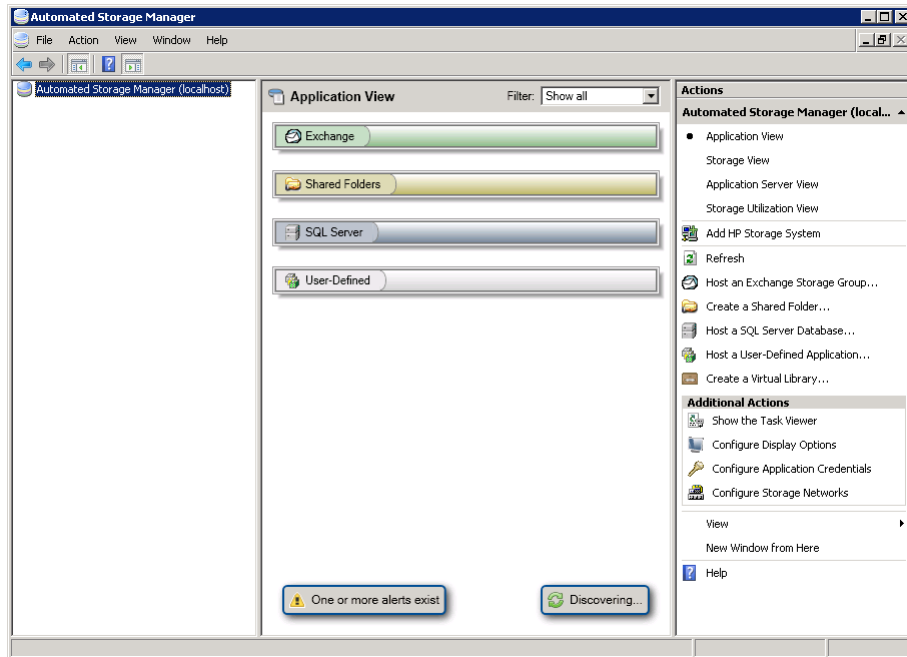 Automated Storage Manager
File Action View Window Help
Automated Storage Manager (localhost)
Application View Filter: Show all
Exchange
Shared Folders
SQL Server
User-Defined
One or more alerts exist Discovering...
Actions
Automated Storage Manager (local...
Application View
Storage View
Application Server View
Storage Utilization View
Add HP Storage System
Refresh
Host an Exchange Storage Group...
Create a Shared Folder...
Host a SQL Server Database...
Host a User-Defined Application...
Create a Virtual Library...
Additional Actions
Show the Task Viewer
Configure Display Options
Configure Application Credentials
Configure Storage Networks
View
New Window from Here
Help